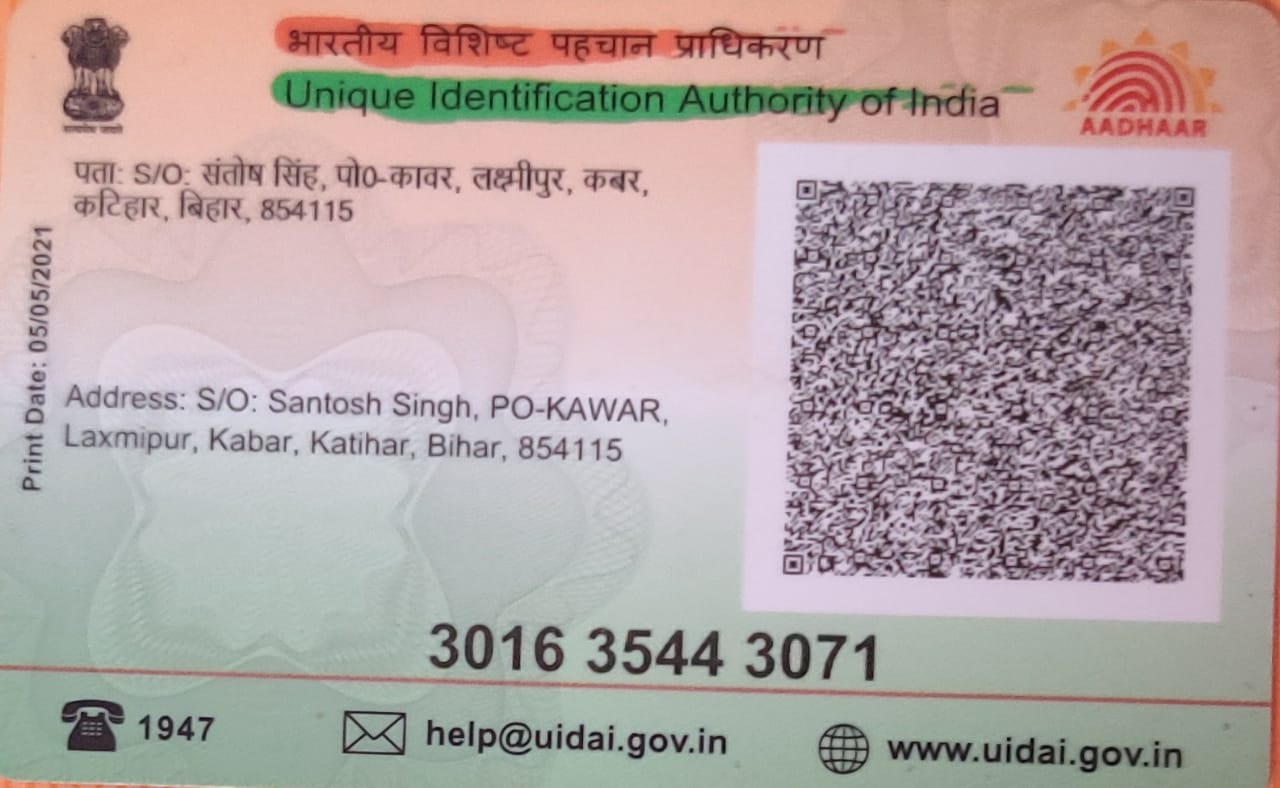 भारतीय विशिष्ट पहचान प्राधिकरण
Unique Identification Authority of India
AADHAAR
पता: S/O: संतोष सिंह, पो0-कावर, लक्ष्मीपुर, कबर,
कटिहार, बिहार, 854115
Print Date: 05/05/2021
Address: S/O: Santosh Singh, PO-KAWAR,
Laxmipur, Kabar, Katihar, Bihar, 854115
3016 3544 3071
1947
help@uidai.gov.in
www.uidai.gov.in